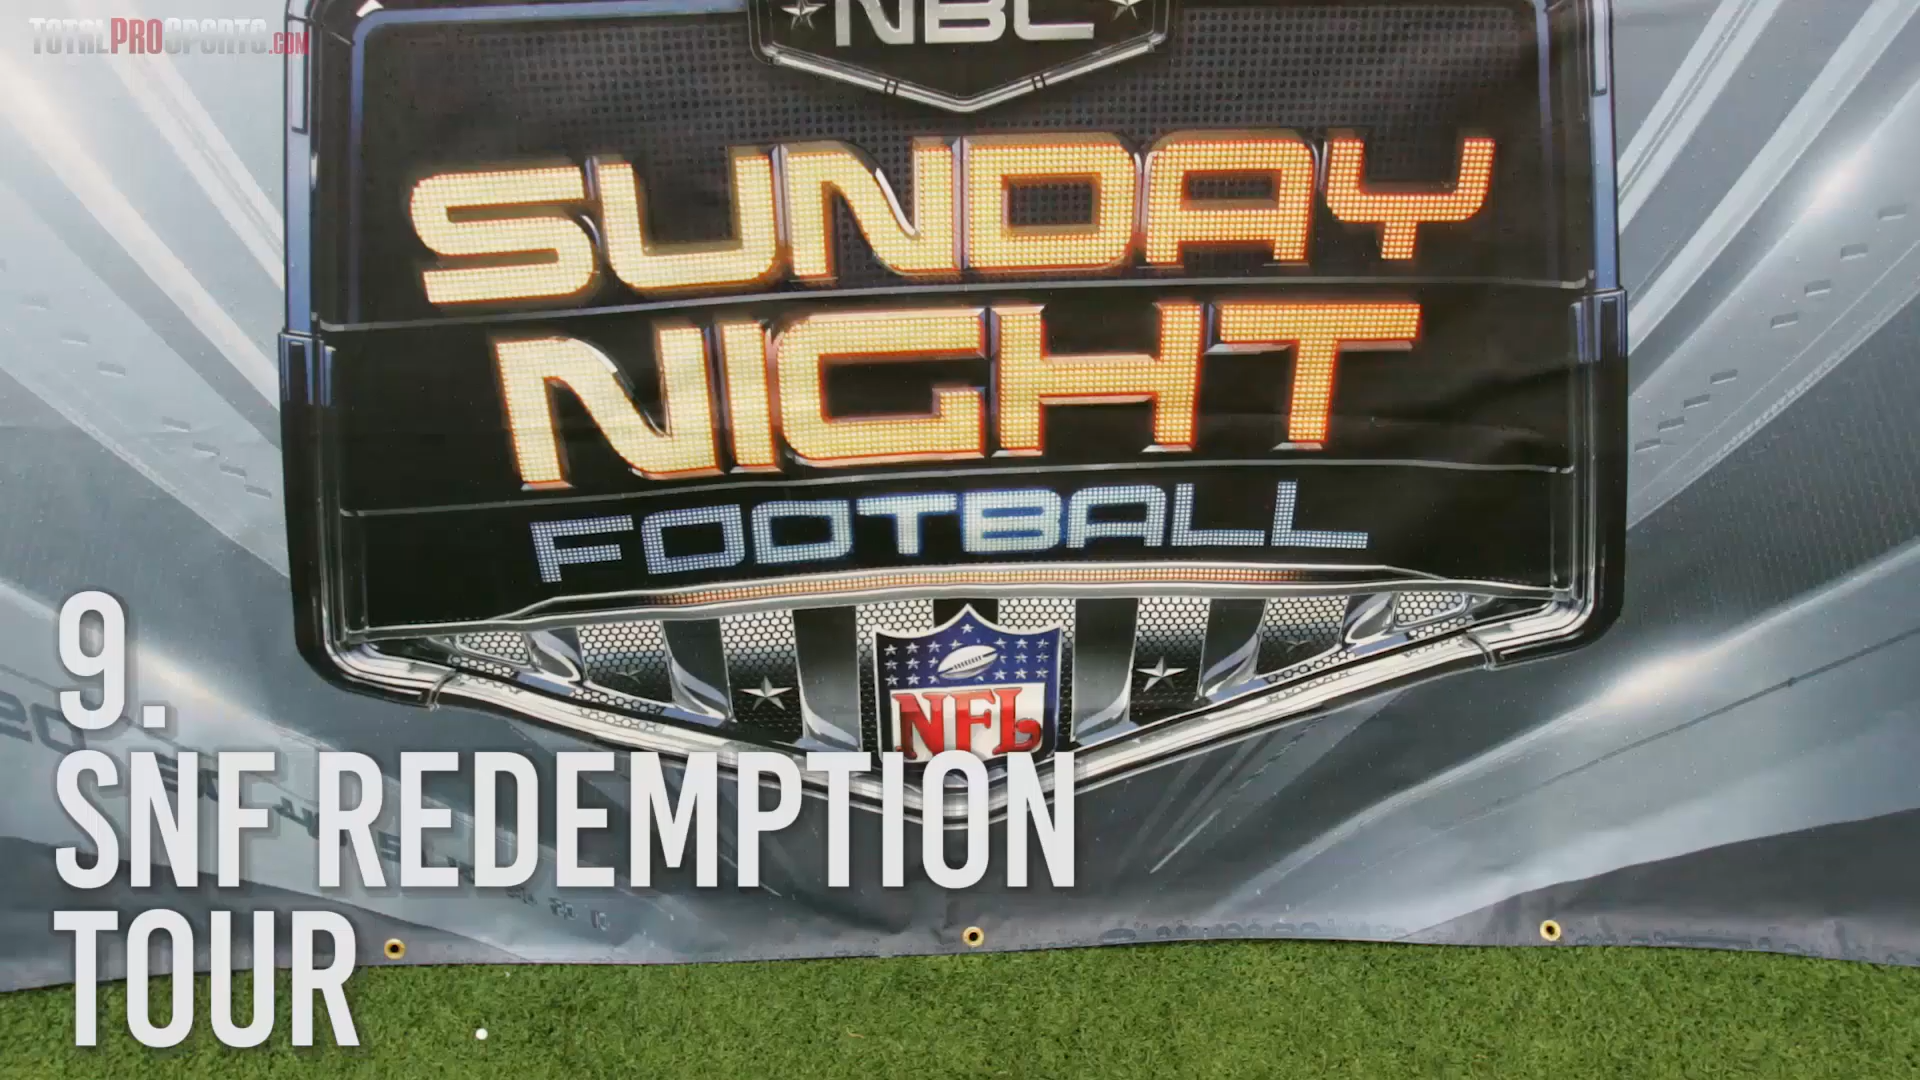 TOTALPROSPORTS.COM
NBC
SUNDAY
NIGHT
FOOTBALL
NFL
9.
SNF REDEMPTION
TOUR